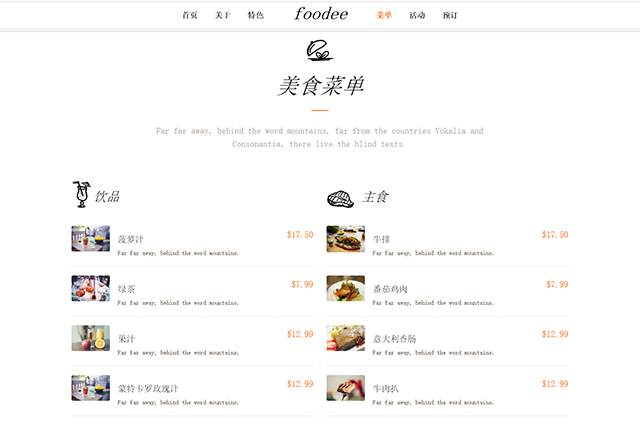 首页 关于 特色 foodee 菜单 活动 预订
美食菜单
Far far away, behind the word mountains, far from the countries Vokalia and
Consonantia, there live the blind texts.
饮品
菠萝汁 $17.50
Far far away, behind the word mountains.
绿茶 $7.99
Far far away, behind the word mountains.
果汁 $12.99
Far far away, behind the word mountains.
蒙特卡罗玫瑰汁 $12.99
Far far away, behind the word mountains.
主食
牛排 $17.50
Far far away, behind the word mountains.
番茄鸡肉 $7.99
Far far away, behind the word mountains.
意大利香肠 $12.99
Far far away, behind the word mountains.
牛肉扒 $12.99
Far far away, behind the word mountains.